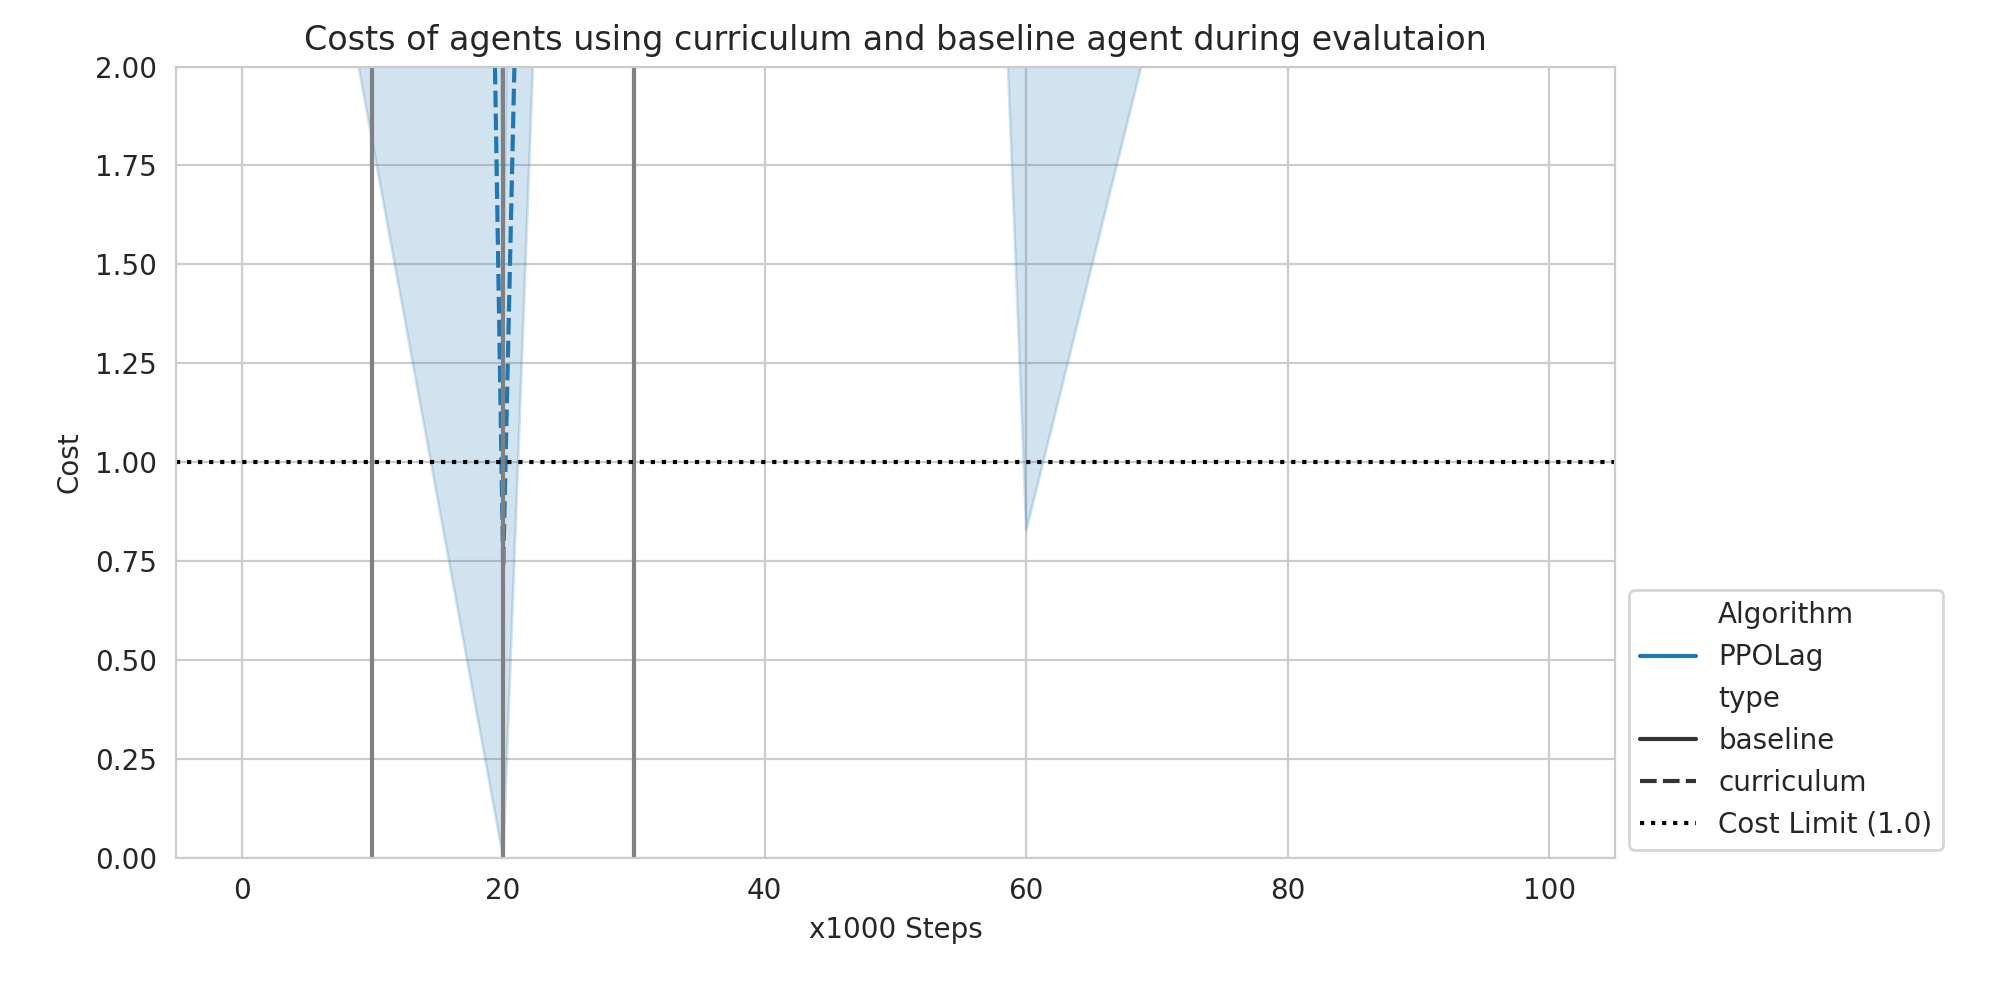 Costs of agents using curriculum and baseline agent during evalutaion
2.00
1.75
1.50
1.25
1.00
0.75
0.50
0.25
0.00
Cost
0 20 40 60 80 100
x1000 Steps
Algorithm
PPOLag
type
baseline
curriculum
Cost Limit (1.0)